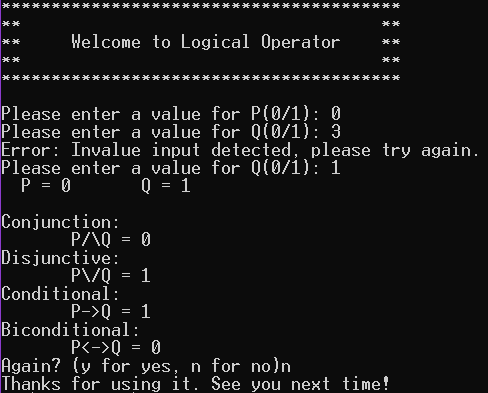 ****************************************
**                                    **
**     Welcome to Logical Operator    **
**                                    **
****************************************
Please enter a value for P(0/1): 0
Please enter a value for Q(0/1): 3
Error: Invalue input detected, please try again.
Please enter a value for Q(0/1): 1
  P = 0       Q = 1
Conjunction:
       P/\Q = 0
Disjunctive:
       P\/Q = 1
Conditional:
       P->Q = 1
Biconditional:
       P<->Q = 0
Again? (y for yes, n for no)n
Thanks for using it. See you next time!